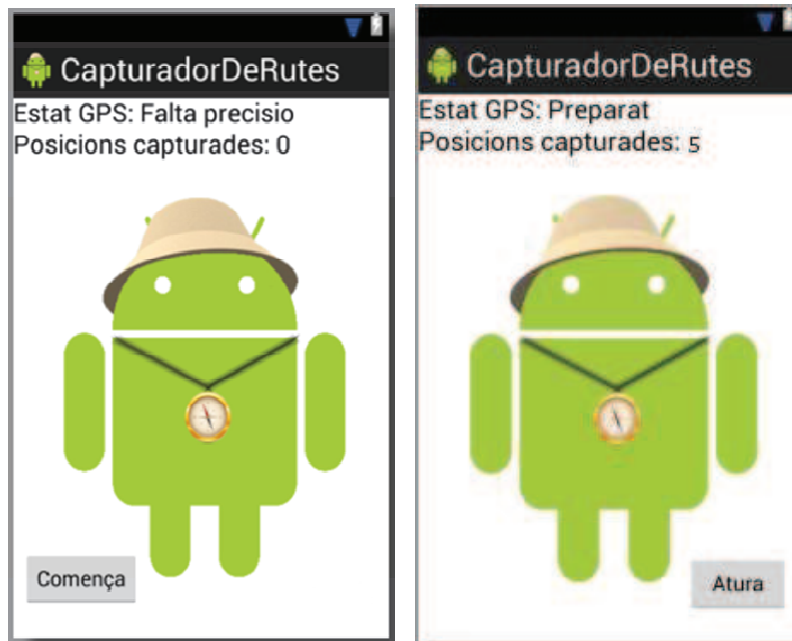 CapturadorDeRutes
Estat GPS: Falta precisio
Posicions capturades: 0
Comença
CapturadorDeRutes
Estat GPS: Preparat
Posicions capturades: 5
Atura